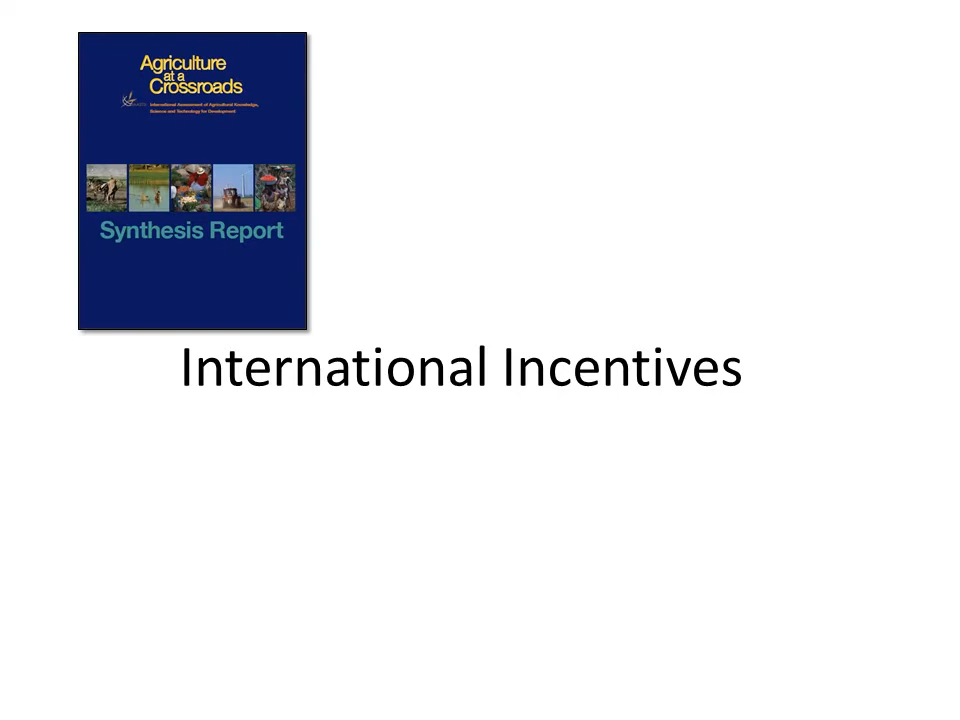 Agriculture
at a
Crossroads
International Assessment of Agricultural Knowledge,
Science and Technology for Development
Synthesis Report
International Incentives